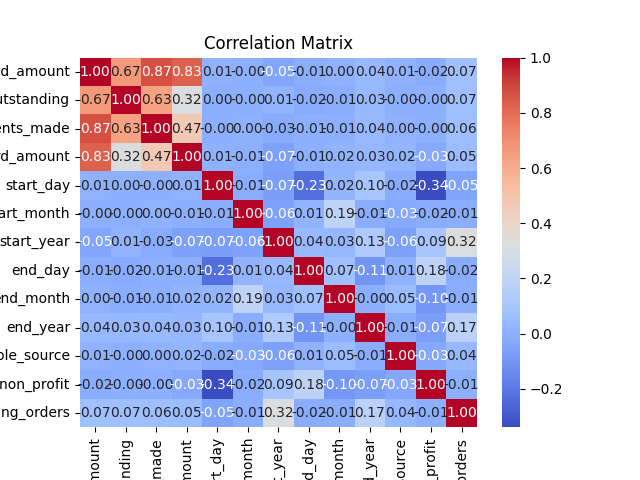 Correlation Matrix
d_amount 1.00 0.67 0.87 0.83 0.01 -0.00 -0.05 -0.01 0.00 0.04 0.01 -0.02 0.07
utstanding 0.67 1.00 0.63 0.32 0.00 -0.00 0.01 -0.02 -0.01 0.03 -0.00 -0.00 0.07
ents_made 0.87 0.63 1.00 0.47 -0.00 0.00 -0.03 -0.01 -0.01 0.04 0.00 -0.00 0.06
rd_amount 0.83 0.32 0.47 1.00 0.01 -0.01 -0.07 -0.01 0.02 0.03 0.02 -0.03 0.05
start_day 0.01 0.00 -0.00 0.01 1.00 -0.01 -0.07 -0.23 0.02 0.10 -0.02 -0.34 -0.05
art_month -0.00 -0.00 0.00 -0.01 -0.01 1.00 -0.06 0.01 0.19 -0.01 -0.03 -0.02 -0.01
start_year -0.05 0.01 -0.03 -0.07 -0.07 -0.06 1.00 0.04 0.03 0.13 -0.06 0.09 0.32
end_day -0.01 -0.02 -0.01 -0.01 -0.23 0.01 0.04 1.00 0.07 -0.11 0.01 0.18 -0.02
end_month 0.00 -0.01 -0.01 0.02 0.02 0.19 0.03 0.07 1.00 -0.00 0.05 -0.10 -0.01
end_year 0.04 0.03 0.04 0.03 0.10 -0.01 0.13 -0.11 -0.00 1.00 -0.01 -0.07 0.17
ole_source 0.01 -0.00 0.00 0.02 -0.02 -0.03 -0.06 0.01 0.05 -0.01 1.00 -0.03 0.04
non_profit -0.02 -0.00 -0.00 -0.03 -0.34 -0.02 0.09 0.18 -0.10 -0.07 -0.03 1.00 -0.01
ng_orders 0.07 0.07 0.06 0.05 -0.05 -0.01 0.32 -0.02 -0.01 0.17 0.04 -0.01 1.00
mount
nding
made
mount
rt_day
month
t_year
d_day
month
d_year
source
_profit
orders
1.0
0.8
0.6
0.4
0.2
0.0
−0.2